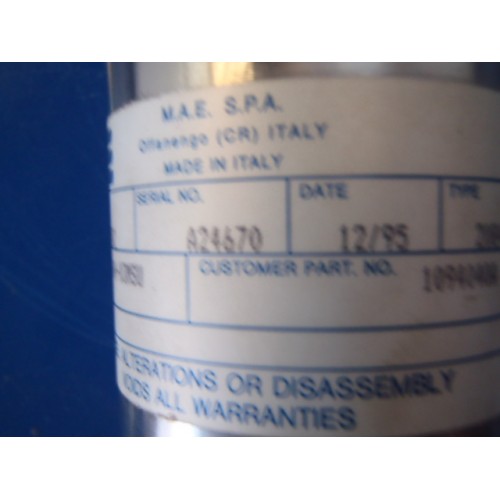 M.A.E. S.P.A.
Offanengo (CR) ITALY
MADE IN ITALY
SERIAL NO. DATE TYPE
A24670 12/95
CUSTOMER PART. NO.
ALTERATIONS OR DISASSEMBLY
VOIDS ALL WARRANTIES